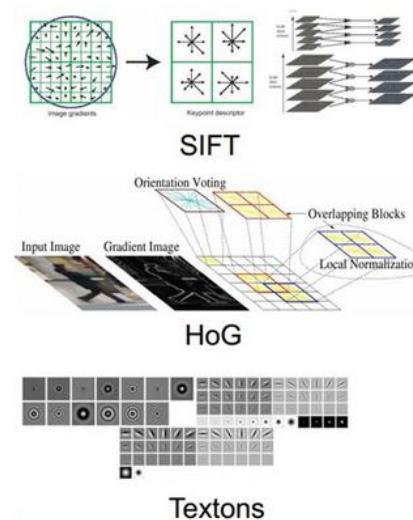 Image gradients
Keypoint descriptor
SIFT
Orientation Voting
Overlapping Blocks
Input Image
Gradient Image
Local Normalization
HoG
Textons